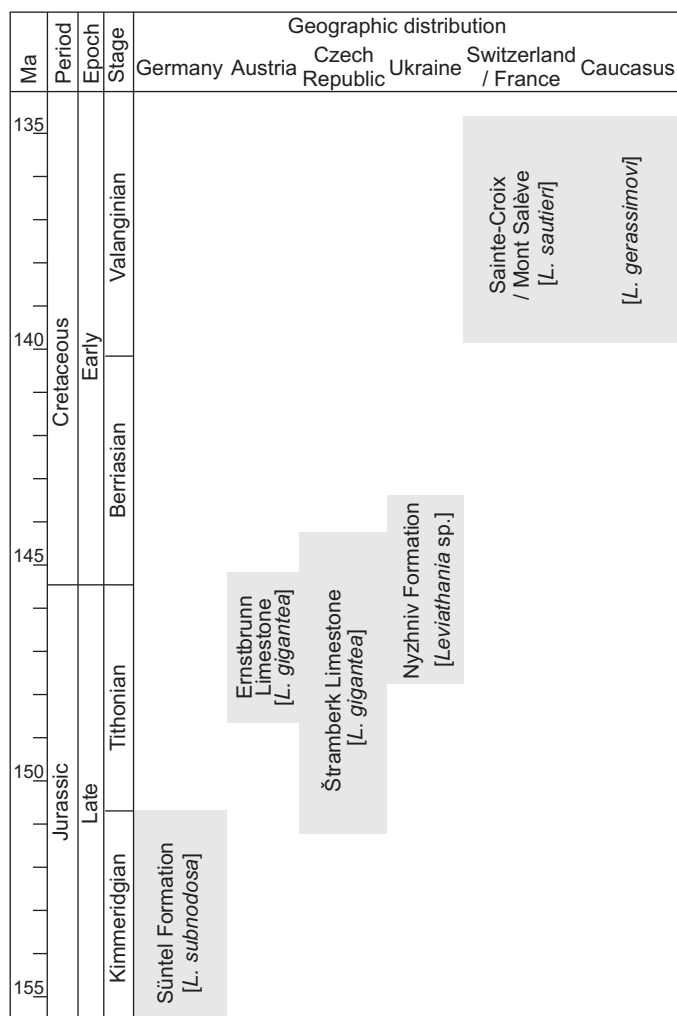 Ma
Period
Epoch
Stage
Geographic distribution
Germany
Austria
Czech
Republic
Ukraine
Switzerland
/ France
Caucasus
135
140
145
150
155
Cretaceous
Jurassic
Early
Late
Valanginian
Berriasian
Tithonian
Kimmeridgian
Süntel Formation
[L. subnodosa]
Ernstbrunn
Limestone
[L. gigantea]
Štramberk Limestone
[L. gigantea]
Nyzhniv Formation
[Leviathania sp.]
Sainte-Croix
/ Mont Salève
[L. sautieri]
[L. gerassimovi]